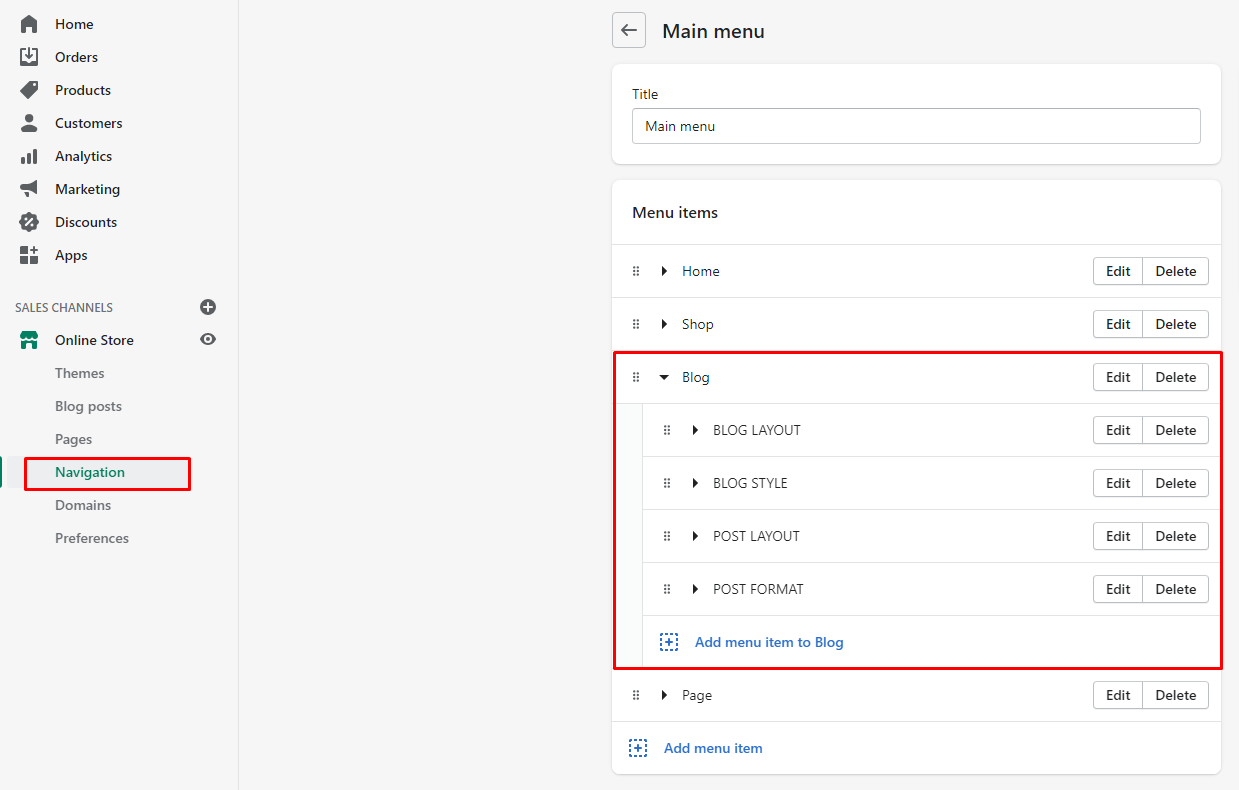 Home
Orders
Products
Customers
Analytics
Marketing
Discounts
Apps
SALES CHANNELS
Online Store
Themes
Blog posts
Pages
Navigation
Domains
Preferences
Main menu
Title
Main menu
Menu items
Home Edit Delete
Shop Edit Delete
Blog Edit Delete
BLOG LAYOUT Edit Delete
BLOG STYLE Edit Delete
POST LAYOUT Edit Delete
POST FORMAT Edit Delete
Add menu item to Blog
Page Edit Delete
Add menu item